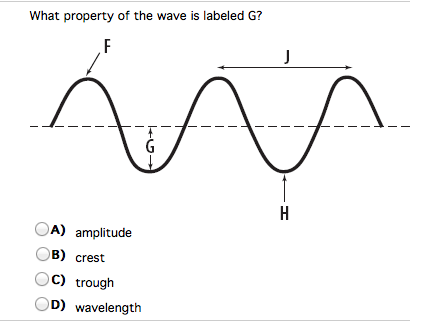 What property of the wave is labeled G?
F
J
G
H
A) amplitude
B) crest
C) trough
D) wavelength